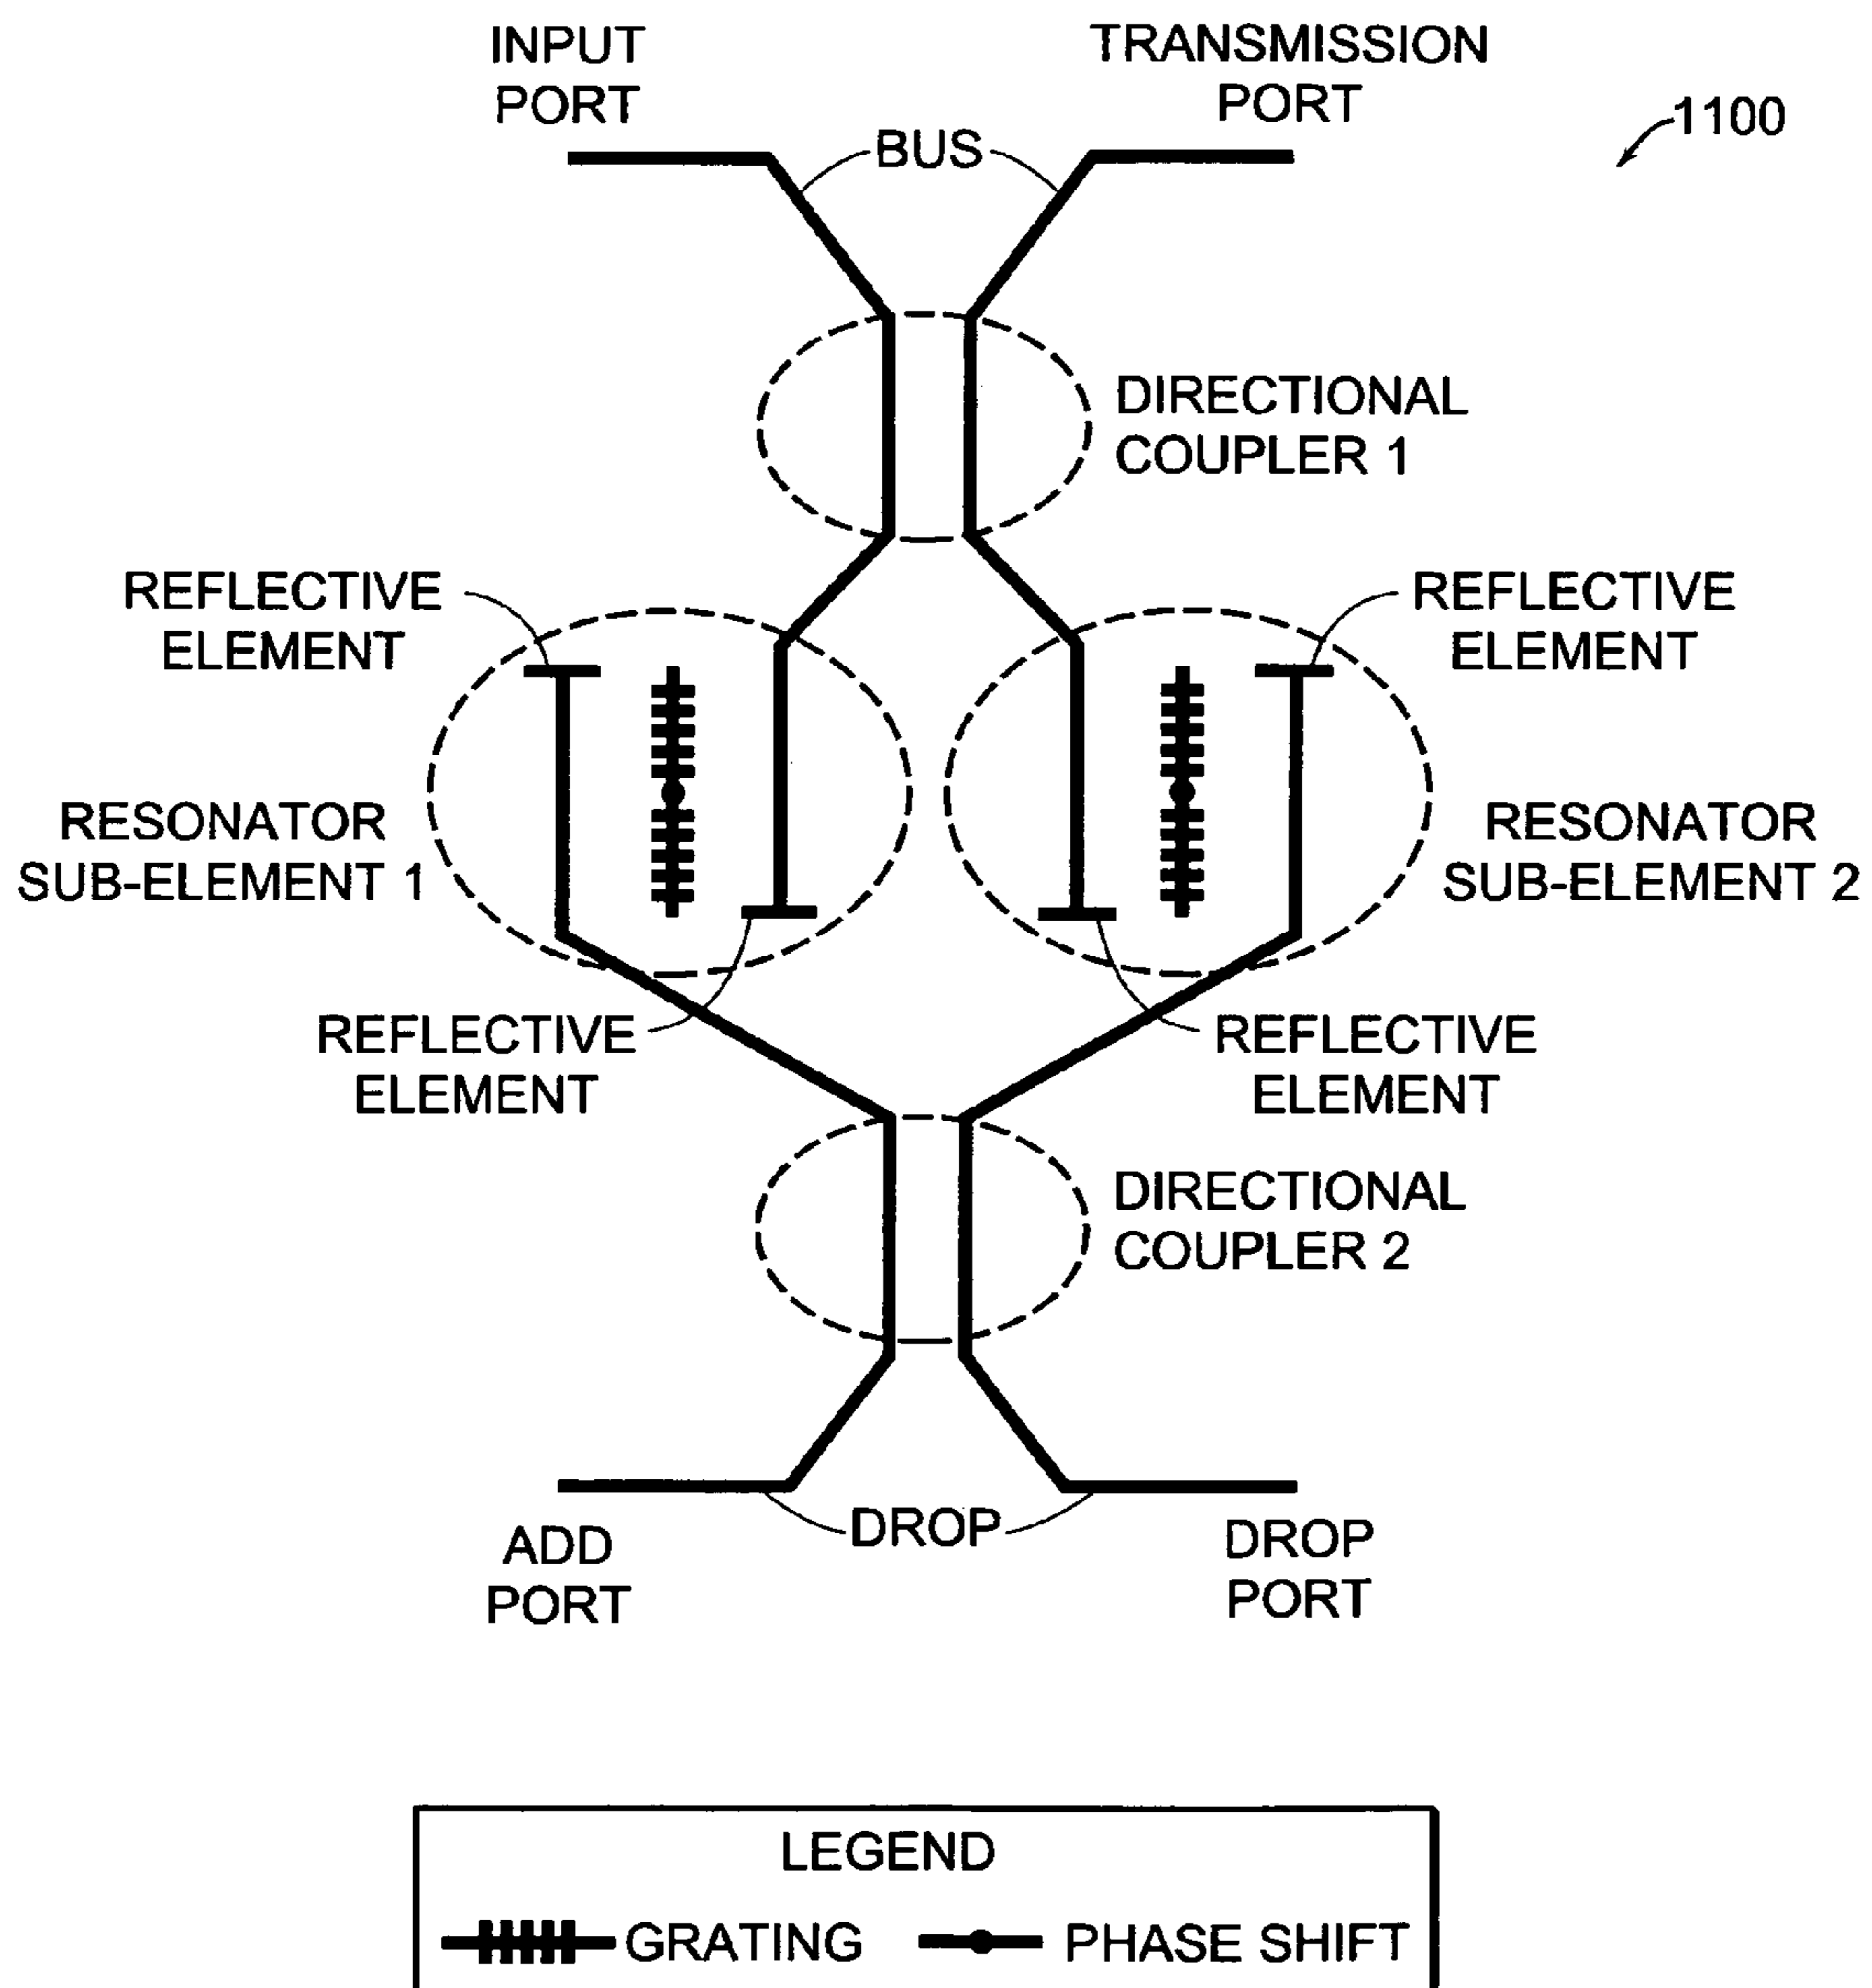 INPUT
PORT
TRANSMISSION
PORT
1100
BUS
DIRECTIONAL
COUPLER 1
REFLECTIVE
ELEMENT
REFLECTIVE
ELEMENT
RESONATOR
SUB-ELEMENT 1
RESONATOR
SUB-ELEMENT 2
REFLECTIVE
ELEMENT
REFLECTIVE
ELEMENT
DIRECTIONAL
COUPLER 2
DROP
ADD
PORT
DROP
PORT
LEGEND
GRATING
PHASE SHIFT